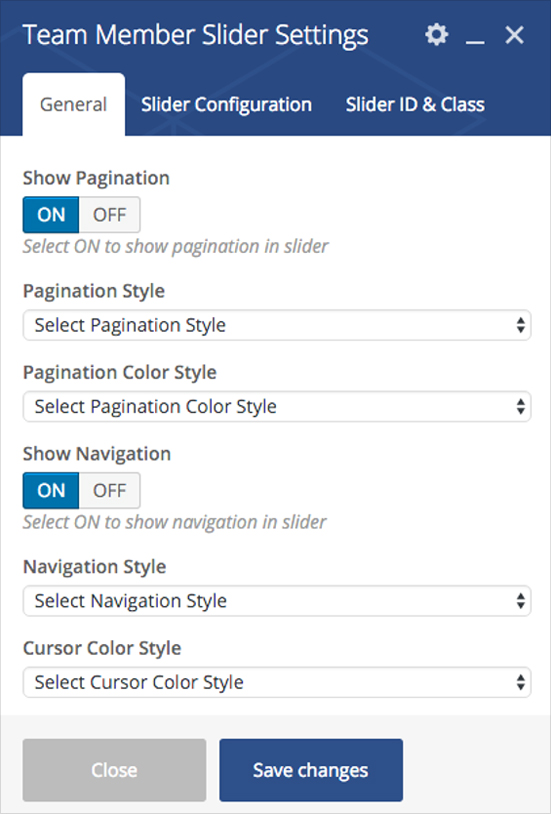 Team Member Slider Settings
General Slider Configuration Slider ID & Class
Show Pagination
ON OFF
Select ON to show pagination in slider
Pagination Style
Select Pagination Style
Pagination Color Style
Select Pagination Color Style
Show Navigation
ON OFF
Select ON to show navigation in slider
Navigation Style
Select Navigation Style
Cursor Color Style
Select Cursor Color Style
Close Save changes